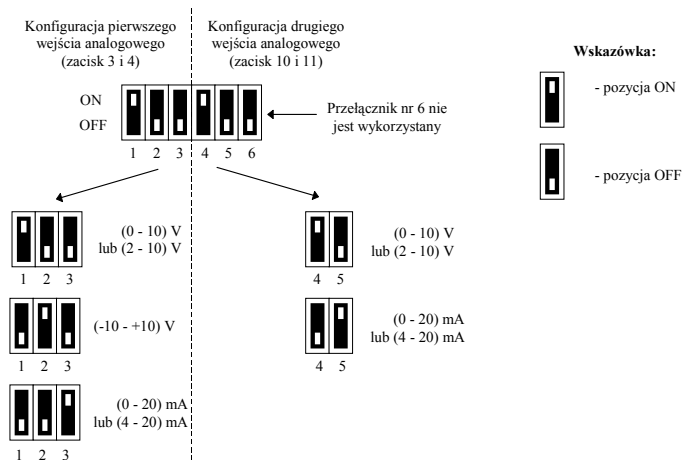 Konfiguracja pierwszego
wejścia analogowego
(zacisk 3 i 4)
Konfiguracja drugiego
wejścia analogowego
(zacisk 10 i 11)
Wskazówka:
- pozycja ON
- pozycja OFF
ON
OFF
1 2 3 4 5 6
Przełącznik nr 6 nie
jest wykorzystany
(0 - 10) V
lub (2 - 10) V
1 2 3
(-10 - +10) V
1 2 3
(0 - 20) mA
lub (4 - 20) mA
1 2 3
(0 - 10) V
lub (2 - 10) V
4 5
(0 - 20) mA
lub (4 - 20) mA
4 5